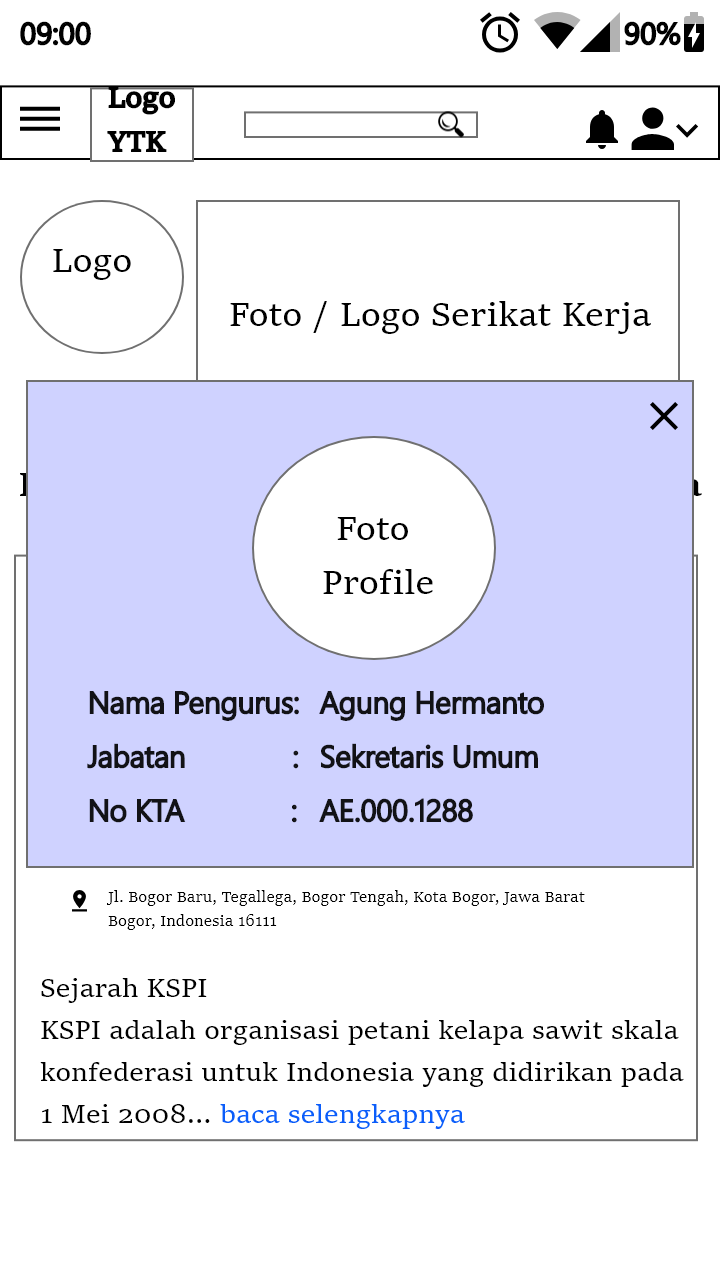 09:00
90%
Logo
YTK
Logo
Foto / Logo Serikat Kerja
Foto
Profile
Nama Pengurus: Agung Hermanto
Jabatan : Sekretaris Umum
No KTA : AE.000.1288
Jl. Bogor Baru, Tegallega, Bogor Tengah, Kota Bogor, Jawa Barat
Bogor, Indonesia 16111
Sejarah KSPI
KSPI adalah organisasi petani kelapa sawit skala
konfederasi untuk Indonesia yang didirikan pada
1 Mei 2008... baca selengkapnya